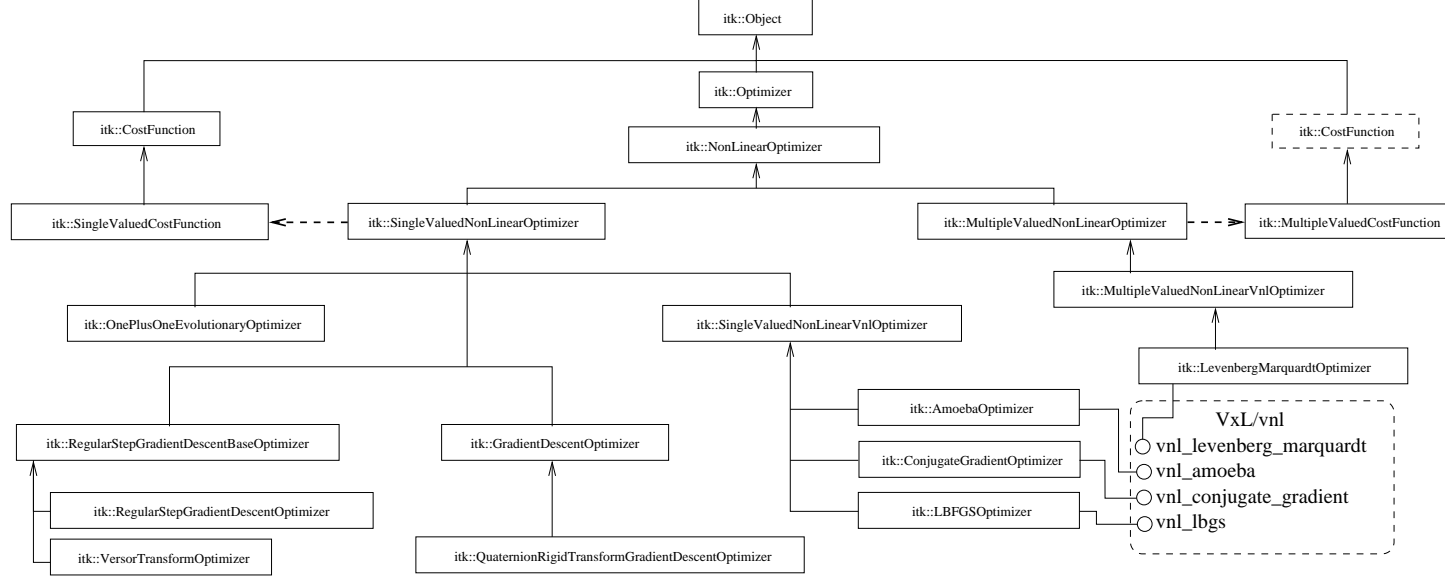 itk::Object
itk::Optimizer
itk::CostFunction
itk::CostFunction
itk::NonLinearOptimizer
itk::SingleValuedCostFunction
itk::SingleValuedNonLinearOptimizer
itk::MultipleValuedNonLinearOptimizer
itk::MultipleValuedCostFunction
itk::MultipleValuedNonLinearVnlOptimizer
itk::OnePlusOneEvolutionaryOptimizer
itk::SingleValuedNonLinearVnlOptimizer
itk::LevenbergMarquardtOptimizer
itk::AmoebaOptimizer
VxL/vnl
itk::RegularStepGradientDescentBaseOptimizer
itk::GradientDescentOptimizer
vnl_levenberg_marquardt
itk::ConjugateGradientOptimizer
vnl_amoeba
vnl_conjugate_gradient
itk::RegularStepGradientDescentOptimizer
itk::LBFGSOptimizer
vnl_lbgs
itk::VersorTransformOptimizer
itk::QuaternionRigidTransformGradientDescentOptimizer